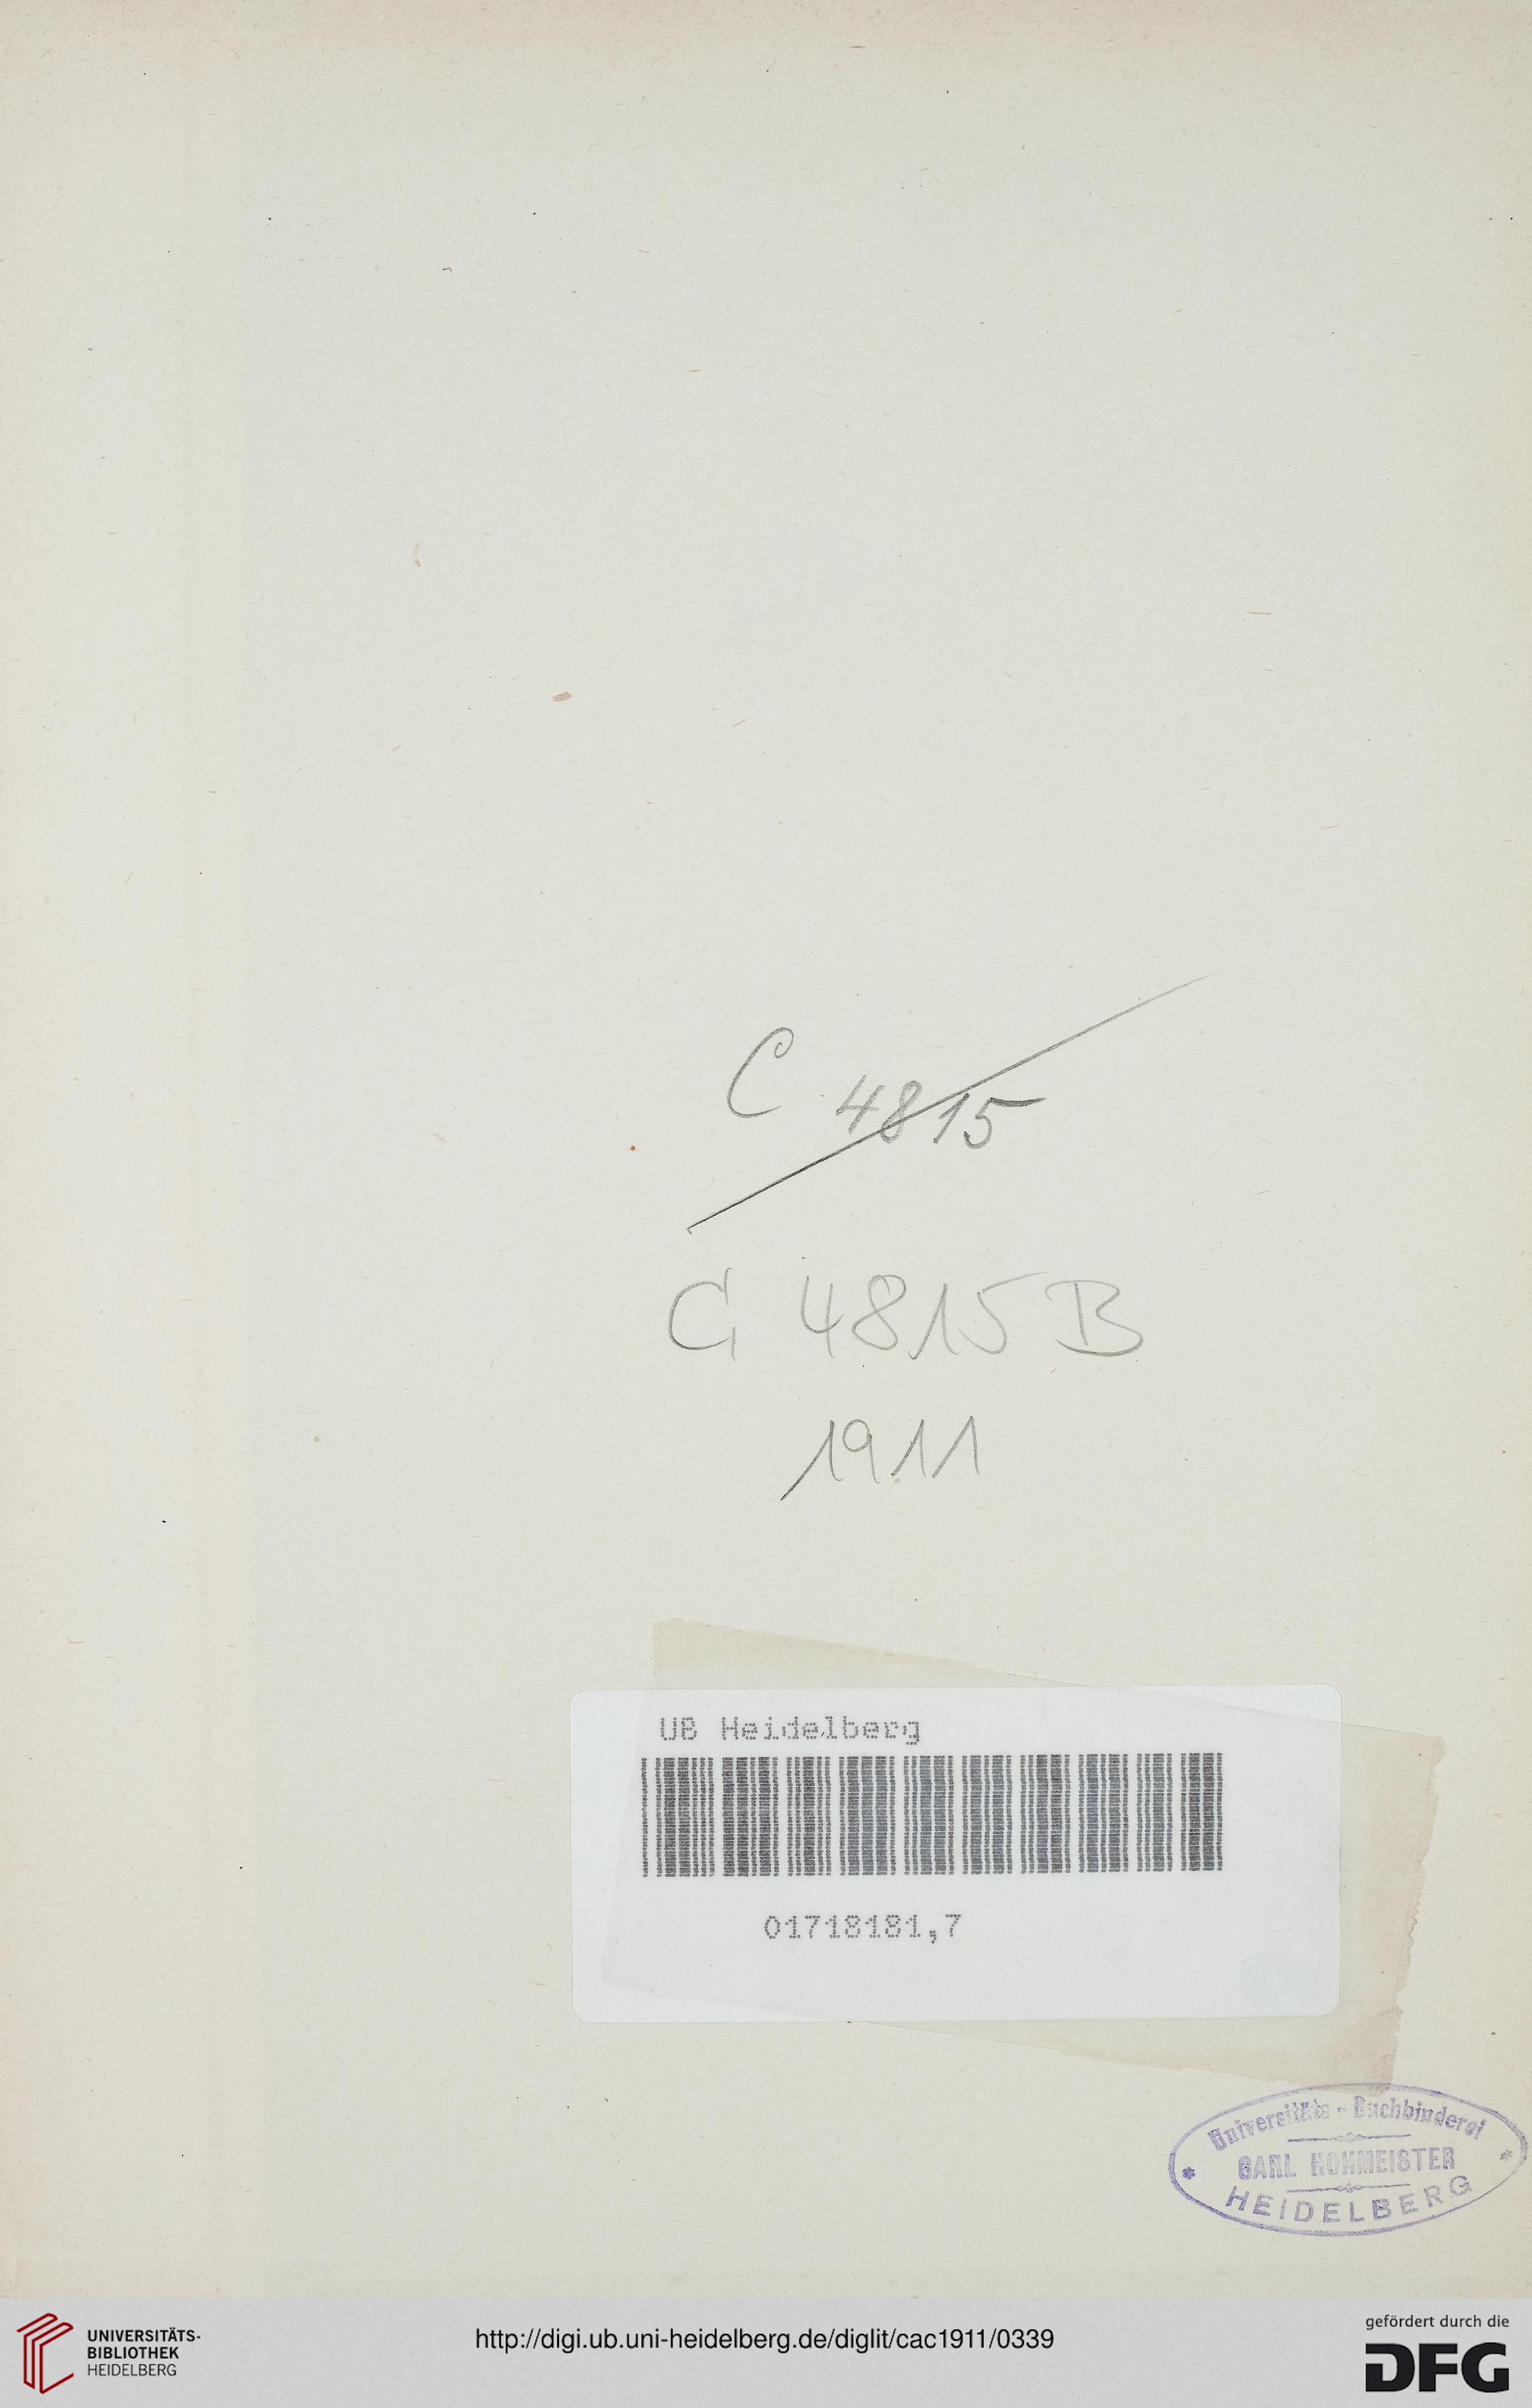 C 4815
C 4815 B
1911
UB Heidelberg
01718181,7
Universitäts - Buchbinderei
CARL HOHMEISTER
HEIDELBERG
UNIVERSITÄTS-
BIBLIOTHEK
HEIDELBERG
http://digi.ub.uni-heidelberg.de/diglit/cac1911/0339
gefördert durch die
DFG